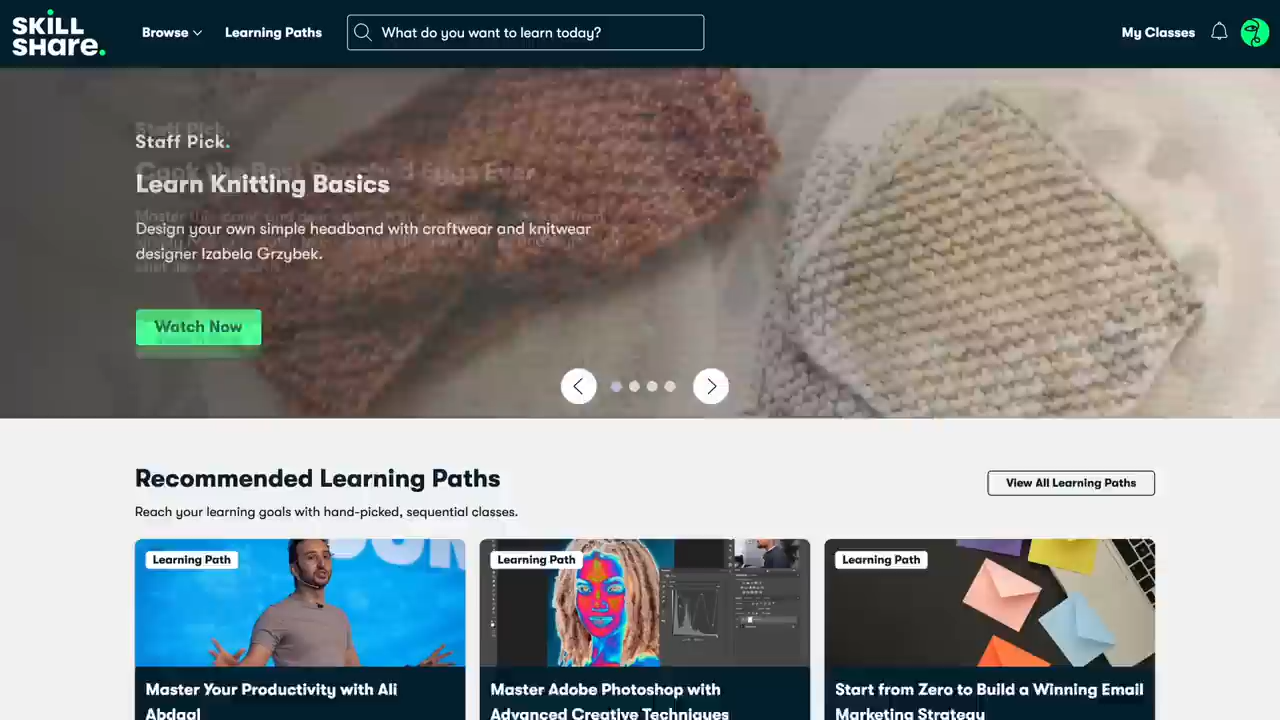 SKILL
SHARE.
Browse
Learning Paths
What do you want to learn today?
My Classes
Staff Pick.
Learn Knitting Basics
Design your own simple headband with craftwear and knitwear
designer Izabela Grzybek.
Watch Now
Recommended Learning Paths
Reach your learning goals with hand-picked, sequential classes.
View All Learning Paths
Learning Path
Master Your Productivity with Ali
Abdaal
Learning Path
Master Adobe Photoshop with
Advanced Creative Techniques
Learning Path
Start from Zero to Build a Winning Email
Marketing Strategy